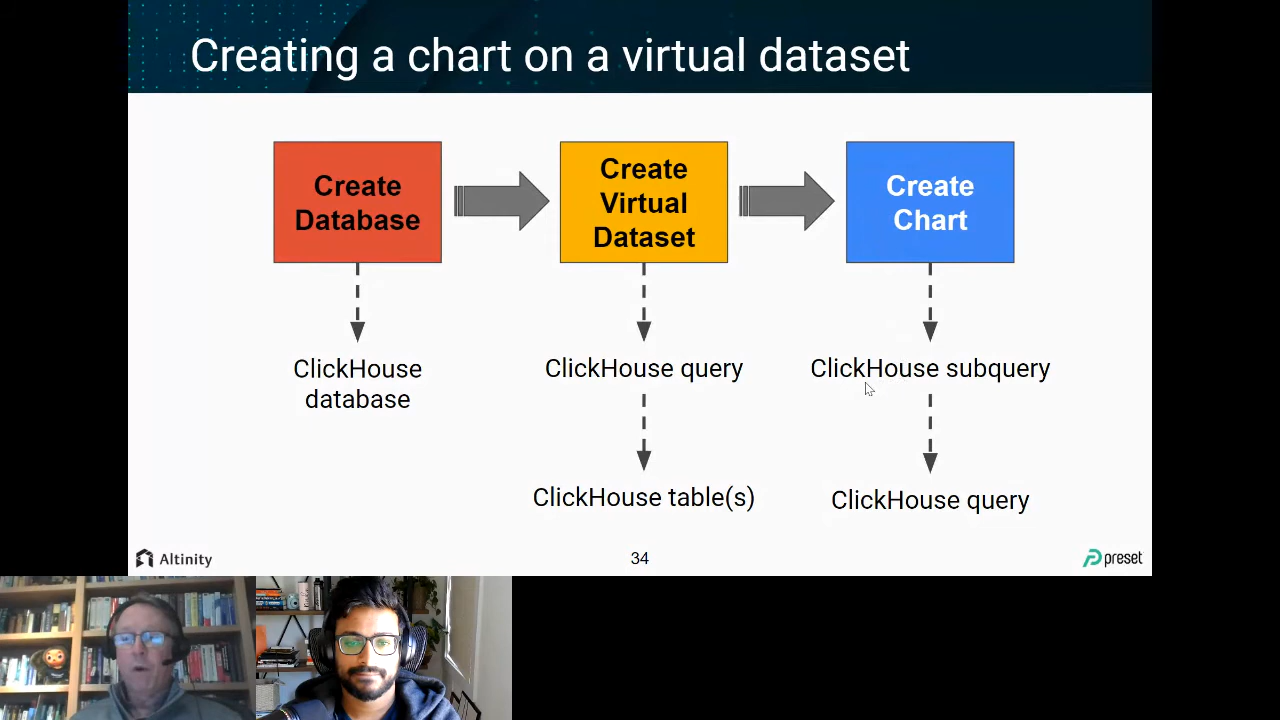 Creating a chart on a virtual dataset
Create
Database
Create
Virtual
Dataset
Create
Chart
ClickHouse
database
ClickHouse query
ClickHouse subquery
ClickHouse table(s)
ClickHouse query
Altinity
34
preset